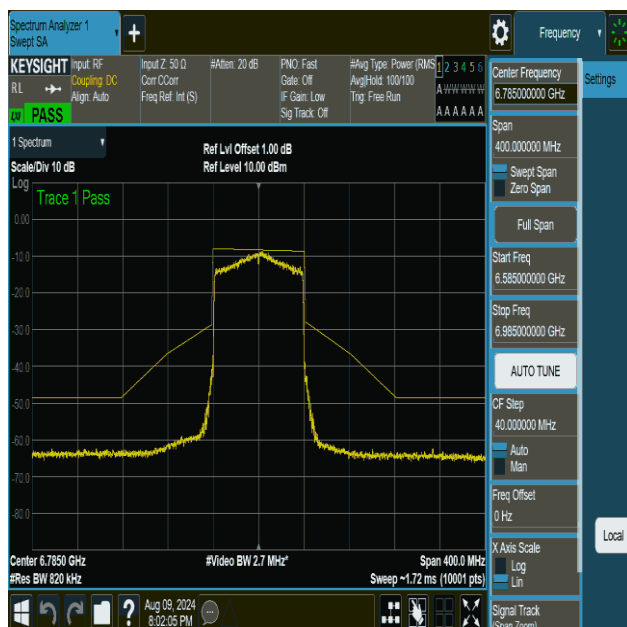 Spectrum Analyzer 1
Swept SA
+
Frequency
KEYSIGHT
RL
PASS
Input: RF
Coupling: DC
Align: Auto
Input Z: 50 Ω
Corr CCorr
Freq Ref: Int (S)
#Atten: 20 dB
PNO: Fast
Gate: Off
IF Gain: Low
Sig Track: Off
#Avg Type: Power (RMS
Avg|Hold: 100/100
Trig: Free Run
1 2 3 4 5 6
A W W W W W
A A A A A A
1 Spectrum
Scale/Div 10 dB
Ref Lvl Offset 1.00 dB
Ref Level 10.00 dBm
Log
Trace 1 Pass
0.00
-10.0
-20.0
-30.0
-40.0
-50.0
-60.0
-70.0
-80.0
Center 6.7850 GHz
#Res BW 820 kHz
#Video BW 2.7 MHz*
Span 400.0 MHz
Sweep ~1.72 ms (10001 pts)
Aug 09, 2024
8:02:05 PM
Center Frequency
6.785000000 GHz
Span
400.000000 MHz
Swept Span
Zero Span
Full Span
Start Freq
6.585000000 GHz
Stop Freq
6.985000000 GHz
AUTO TUNE
CF Step
40.000000 MHz
Auto
Man
Freq Offset
0 Hz
X Axis Scale
Log
Lin
Signal Track
(Span Zoom)
Settings
Local